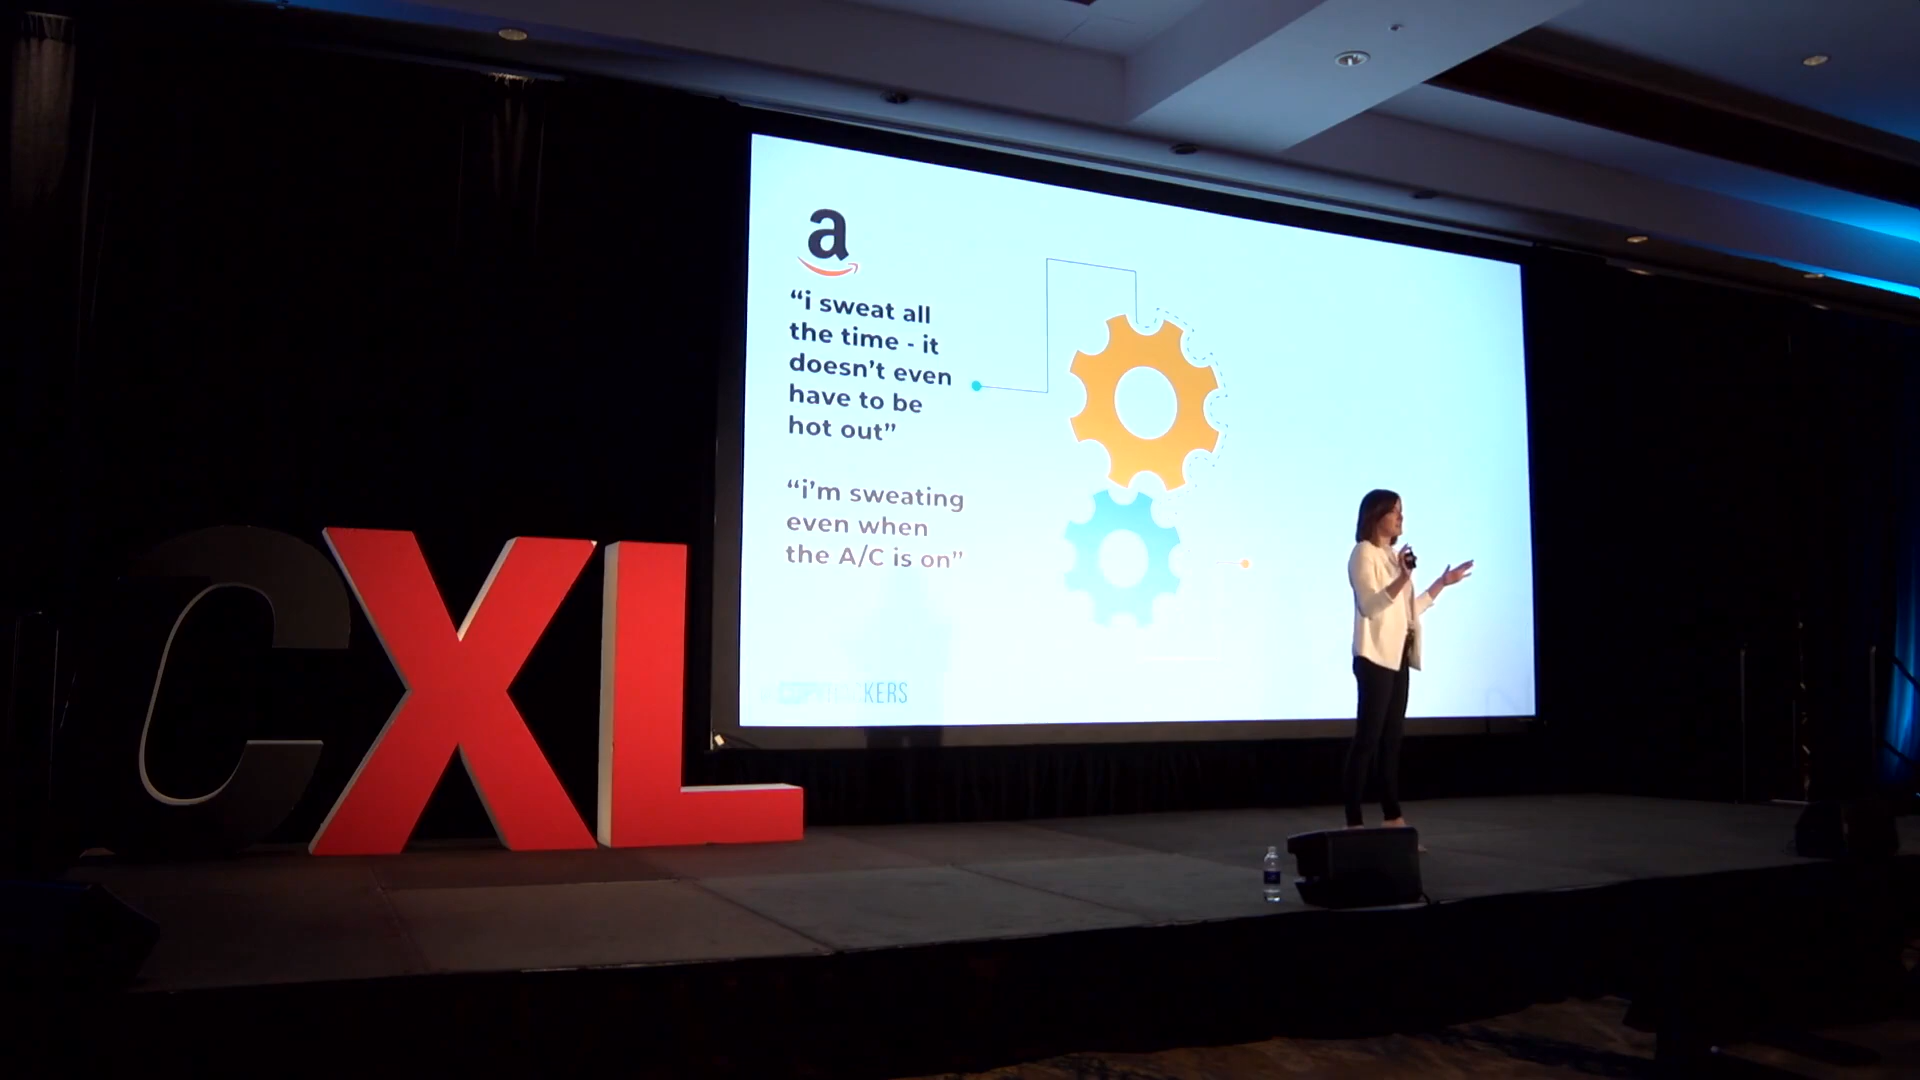 CXL
a
“i sweat all
the time - it
doesn’t even
have to be
hot out”
“i’m sweating
even when
the A/C is on”
KERS